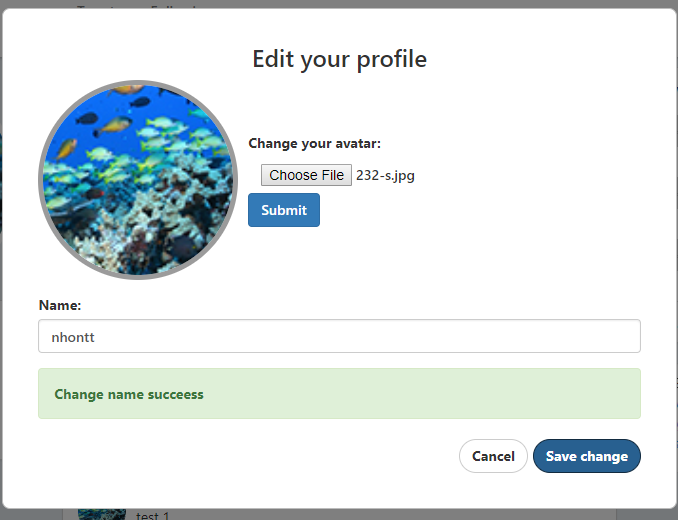 Edit your profile
Change your avatar:
Choose File 232-s.jpg
Submit
Name:
nhontt
Change name succeess
Cancel Save change
test 1